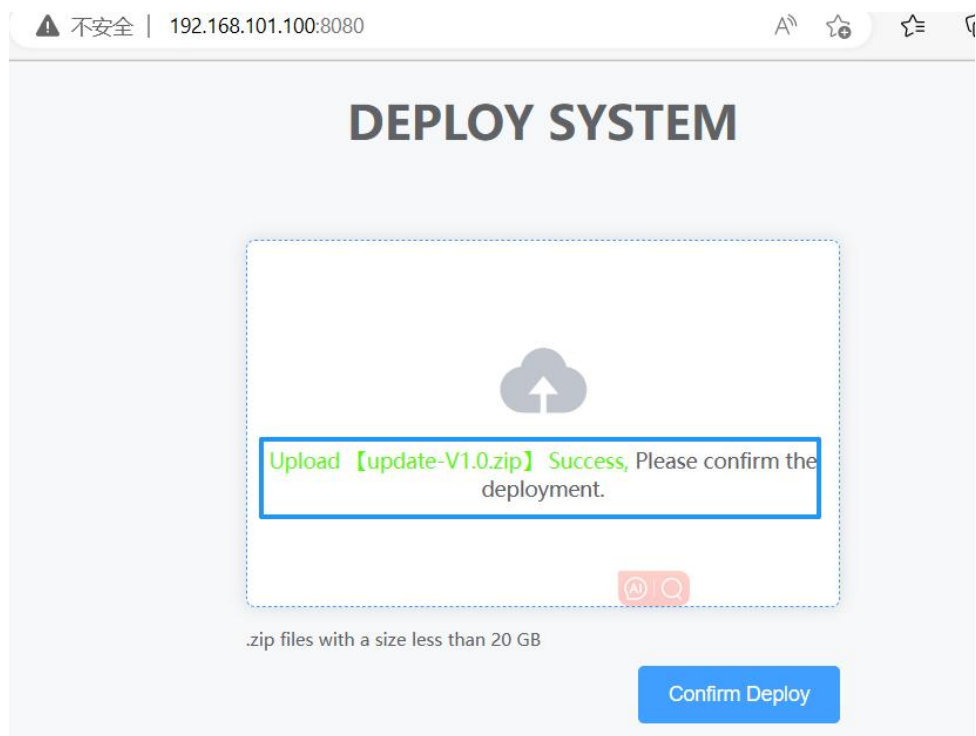 不安全 192.168.101.100:8080 A
DEPLOY SYSTEM
Upload 【update-V1.0.zip】 Success, Please confirm the
deployment.
AI
.zip files with a size less than 20 GB
Confirm Deploy